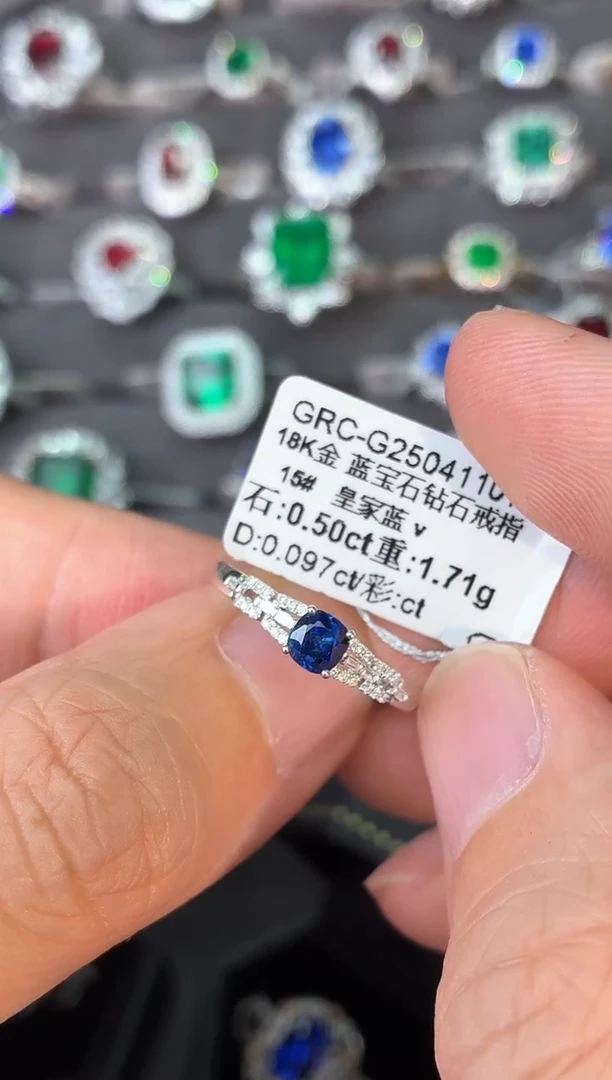 GRC-G2504110
18K金 蓝宝石钻石戒指
15# 皇家蓝 v
石:0.50ct重:1.71g
D:0.097ct/彩:ct